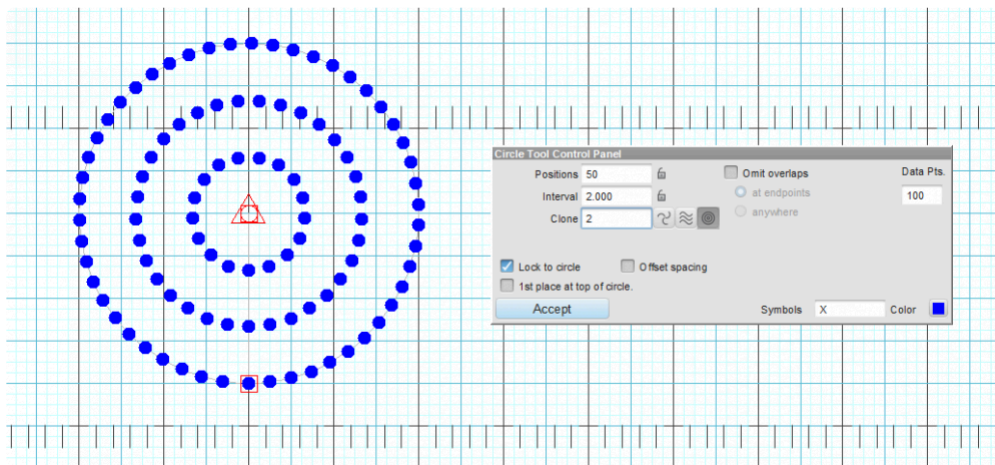 Circle Tool Control Panel
Positions 50 Omit overlaps Data Pts.
Interval 2.000 at endpoints 100
Clone 2 anywhere
Lock to circle Offset spacing
1st place at top of circle.
Accept Symbols X Color